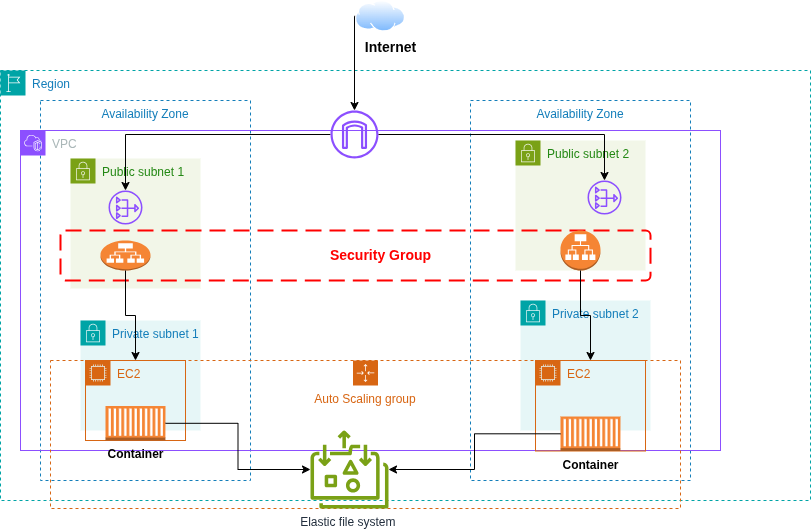 Internet
Region
Availability Zone
Availability Zone
VPC
Public subnet 1
Public subnet 2
Security Group
Private subnet 1
Private subnet 2
EC2
EC2
Auto Scaling group
Container
Container
Elastic file system